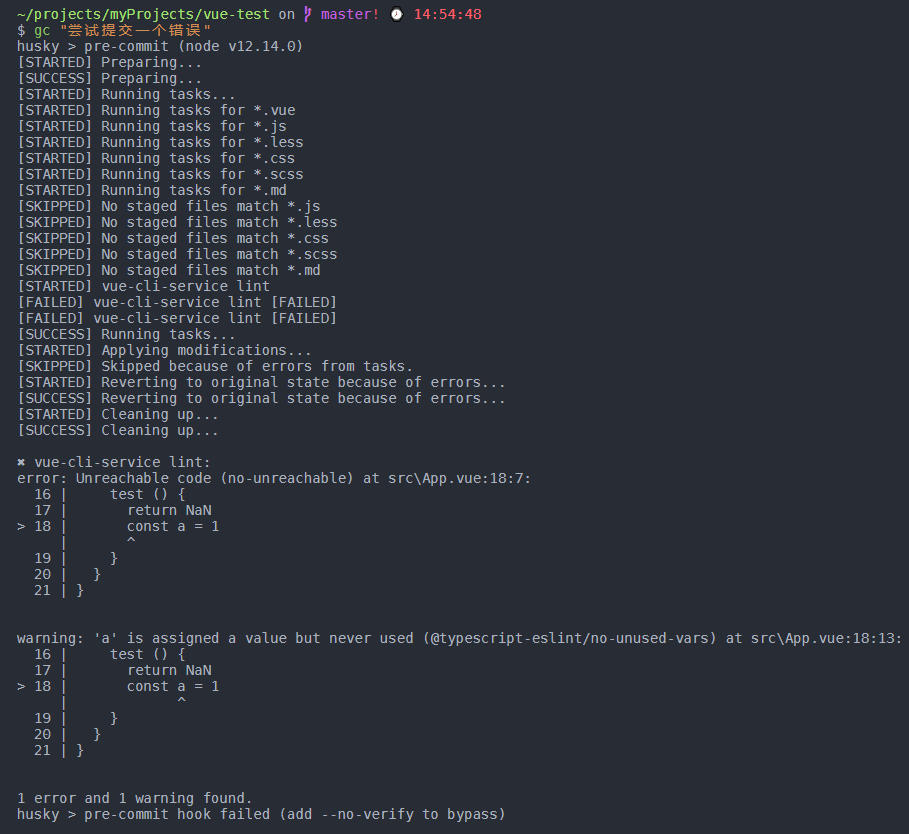 ~/projects/myProjects/vue-test on master! 14:54:48
$ gc "尝试提交一个错误"
husky > pre-commit (node v12.14.0)
[STARTED] Preparing...
[SUCCESS] Preparing...
[STARTED] Running tasks...
[STARTED] Running tasks for *.vue
[STARTED] Running tasks for *.js
[STARTED] Running tasks for *.less
[STARTED] Running tasks for *.css
[STARTED] Running tasks for *.scss
[STARTED] Running tasks for *.md
[SKIPPED] No staged files match *.js
[SKIPPED] No staged files match *.less
[SKIPPED] No staged files match *.css
[SKIPPED] No staged files match *.scss
[SKIPPED] No staged files match *.md
[STARTED] vue-cli-service lint
[FAILED] vue-cli-service lint [FAILED]
[FAILED] vue-cli-service lint [FAILED]
[SUCCESS] Running tasks...
[STARTED] Applying modifications...
[SKIPPED] Skipped because of errors from tasks.
[STARTED] Reverting to original state because of errors...
[SUCCESS] Reverting to original state because of errors...
[STARTED] Cleaning up...
[SUCCESS] Cleaning up...
✖ vue-cli-service lint:
error: Unreachable code (no-unreachable) at src\App.vue:18:7:
  16 |     test () {
  17 |       return NaN
> 18 |       const a = 1
     |       ^
  19 |     }
  20 |   }
  21 | }
warning: 'a' is assigned a value but never used (@typescript-eslint/no-unused-vars) at src\App.vue:18:13:
  16 |     test () {
  17 |       return NaN
> 18 |       const a = 1
     |             ^
  19 |     }
  20 |   }
  21 | }
1 error and 1 warning found.
husky > pre-commit hook failed (add --no-verify to bypass)